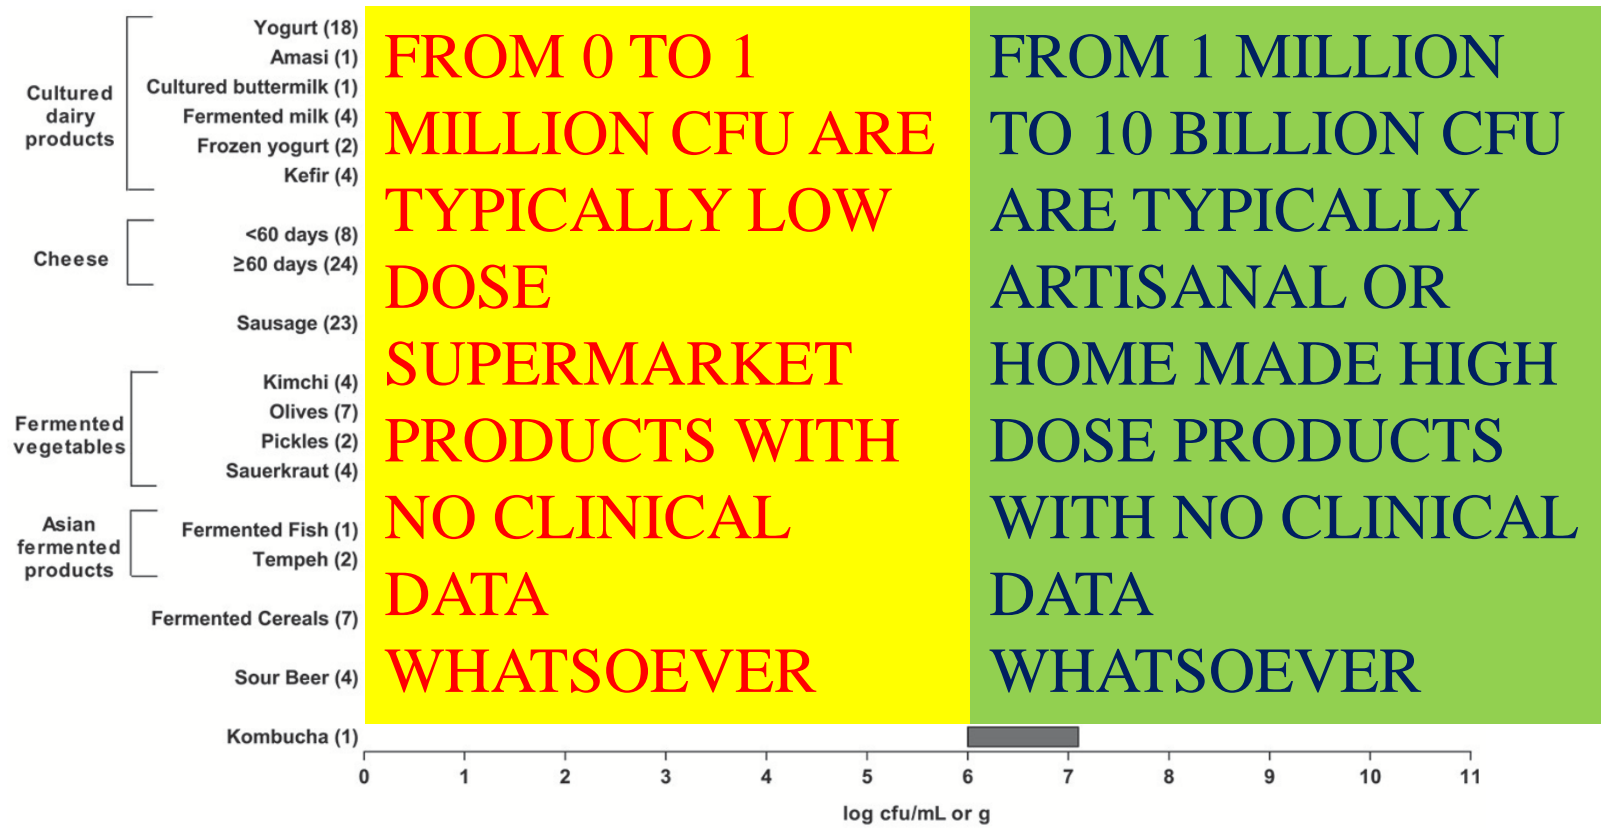 Cultured
dairy
products
Yogurt (18)
Amasi (1)
Cultured buttermilk (1)
Fermented milk (4)
Frozen yogurt (2)
Kefir (4)
Cheese
<60 days (8)
≥60 days (24)
Sausage (23)
Fermented
vegetables
Kimchi (4)
Olives (7)
Pickles (2)
Sauerkraut (4)
Asian
fermented
products
Fermented Fish (1)
Tempeh (2)
Fermented Cereals (7)
Sour Beer (4)
Kombucha (1)
FROM 0 TO 1
MILLION CFU ARE
TYPICALLY LOW
DOSE
SUPERMARKET
PRODUCTS WITH
NO CLINICAL
DATA
WHATSOEVER
FROM 1 MILLION
TO 10 BILLION CFU
ARE TYPICALLY
ARTISANAL OR
HOME MADE HIGH
DOSE PRODUCTS
WITH NO CLINICAL
DATA
WHATSOEVER
0 1 2 3 4 5 6 7 8 9 10 11
log cfu/mL or g